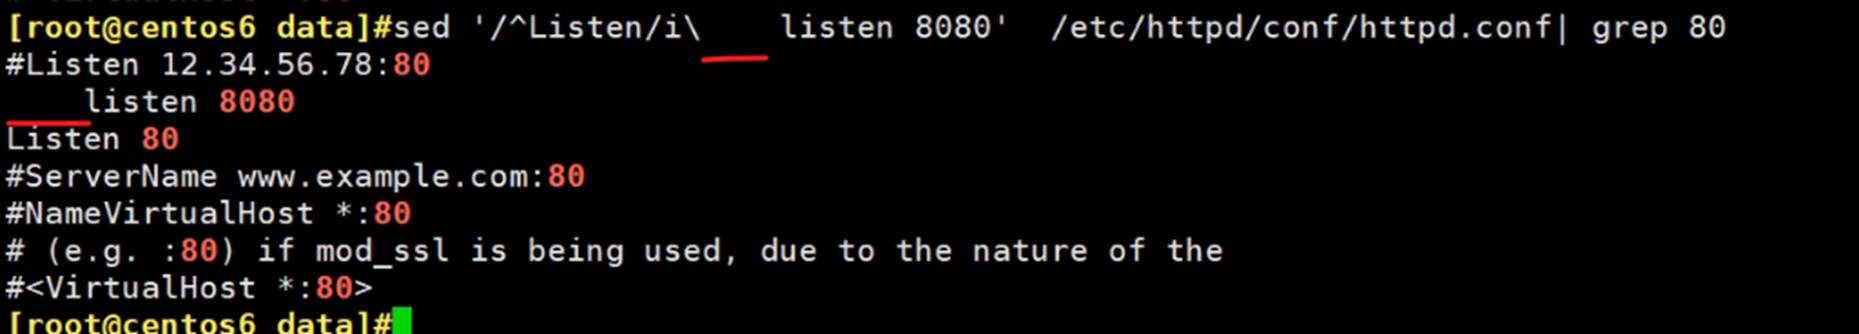 [root@centos6 data]#sed '/^Listen/i\    listen 8080'  /etc/httpd/conf/httpd.conf| grep 80
#Listen 12.34.56.78:80
    listen 8080
Listen 80
#ServerName www.example.com:80
#NameVirtualHost *:80
# (e.g. :80) if mod_ssl is being used, due to the nature of the
#<VirtualHost *:80>
[root@centos6 data]#